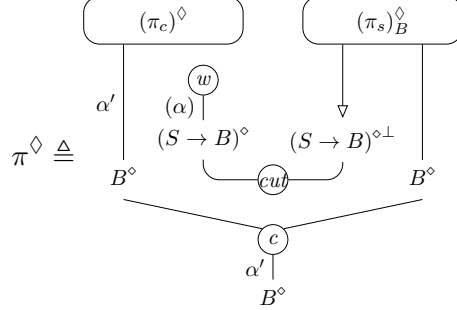 (π_c)^◊ (π_s)_B^◊
w
α′ (α)
(S → B)^⋄ (S → B)^{⋄⊥}
π^◊ ≜
B^⋄ cut B^⋄
c
α′
B^⋄